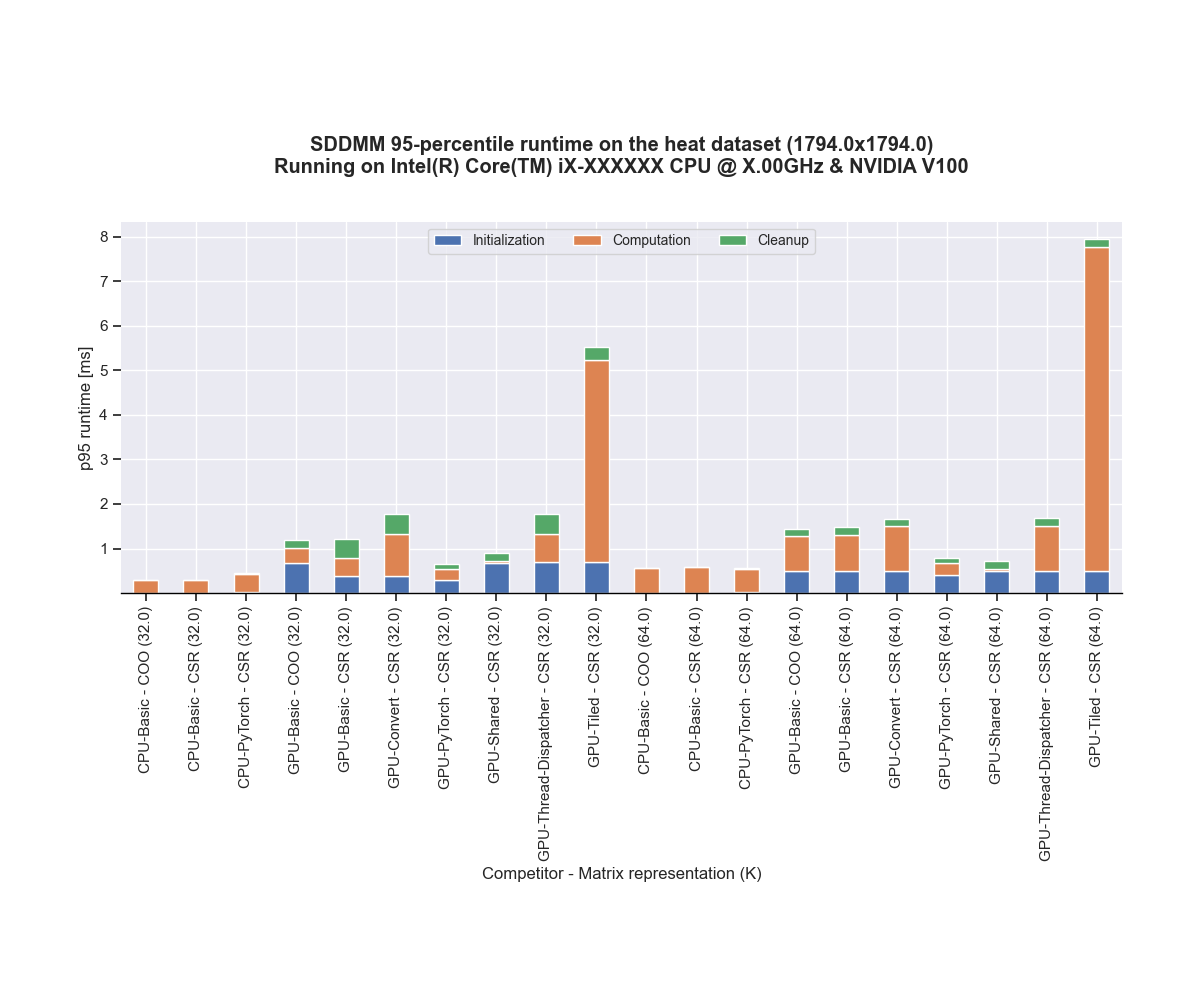 SDDMM 95-percentile runtime on the heat dataset (1794.0x1794.0)
Running on Intel(R) Core(TM) iX-XXXXXX CPU @ X.00GHz & NVIDIA V100
Initialization
Computation
Cleanup
p95 runtime [ms]
8
7
6
5
4
3
2
1
CPU-Basic - COO (32.0)
CPU-Basic - CSR (32.0)
CPU-PyTorch - CSR (32.0)
GPU-Basic - COO (32.0)
GPU-Basic - CSR (32.0)
GPU-Convert - CSR (32.0)
GPU-PyTorch - CSR (32.0)
GPU-Shared - CSR (32.0)
GPU-Thread-Dispatcher - CSR (32.0)
GPU-Tiled - CSR (32.0)
CPU-Basic - COO (64.0)
CPU-Basic - CSR (64.0)
CPU-PyTorch - CSR (64.0)
GPU-Basic - COO (64.0)
GPU-Basic - CSR (64.0)
GPU-Convert - CSR (64.0)
GPU-PyTorch - CSR (64.0)
GPU-Shared - CSR (64.0)
GPU-Thread-Dispatcher - CSR (64.0)
GPU-Tiled - CSR (64.0)
Competitor - Matrix representation (K)